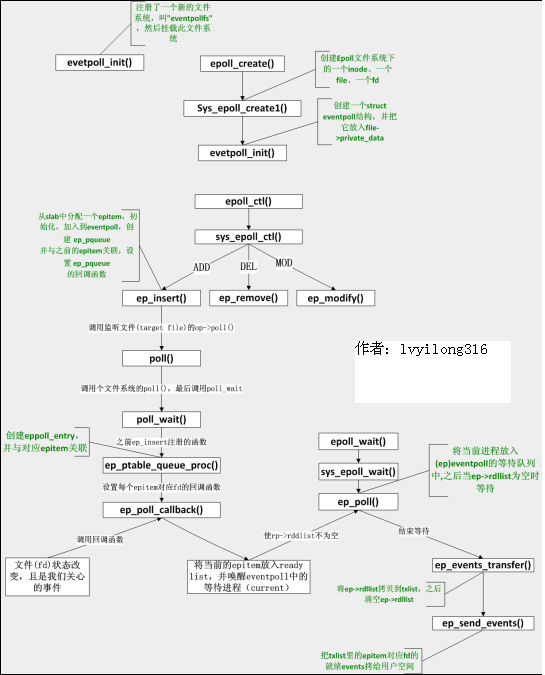 注册了一个新的文件
系统，叫"eventpollfs"
，然后挂载此文件系
统
evetpoll_init()
epoll_create()
创建Epoll文件系统下
的一个inode、一个
file、一个fd
Sys_epoll_create1()
创建一个struct
eventpoll结构，并把
它放入file-
>private_data
evetpoll_init()
epoll_ctl()
从slab中分配一个epitem，初
始化，加入到eventpoll，创
建 ep_pqueue
并与之前的epitem关联，设
置 ep_pqueue
的回调函数
sys_epoll_ctl()
ADD
DEL
MOD
ep_insert()
ep_remove()
ep_modify()
调用监听文件(target file)的op->poll()
poll()
作者：lvyilong316
调用个文件系统的poll()，最后调用poll_wait
poll_wait()
创建eppoll_entry，
并与对应epitem关联
之前ep_insert注册的函数
ep_ptable_queue_proc()
设置每个epitem对应fd的回调函数
ep_poll_callback()
epoll_wait()
sys_epoll_wait()
将当前进程放入
(ep)eventpoll的等待队列
中,之后当ep->rdllist为空时
等待
ep_poll()
调用回调函数
使rp->rddlist不为空
结束等待
文件(fd)状态改
变，且是我们关心
的事件
将当前的epitem放入ready
list，并唤醒eventpoll中的
等待进程（current）
ep_events_transfer()
将ep->rdllist拷贝到txlist，之后
清空ep->rdllist
ep_send_events()
把txlist里的epitem对应fd的
就绪events拷给用户空间